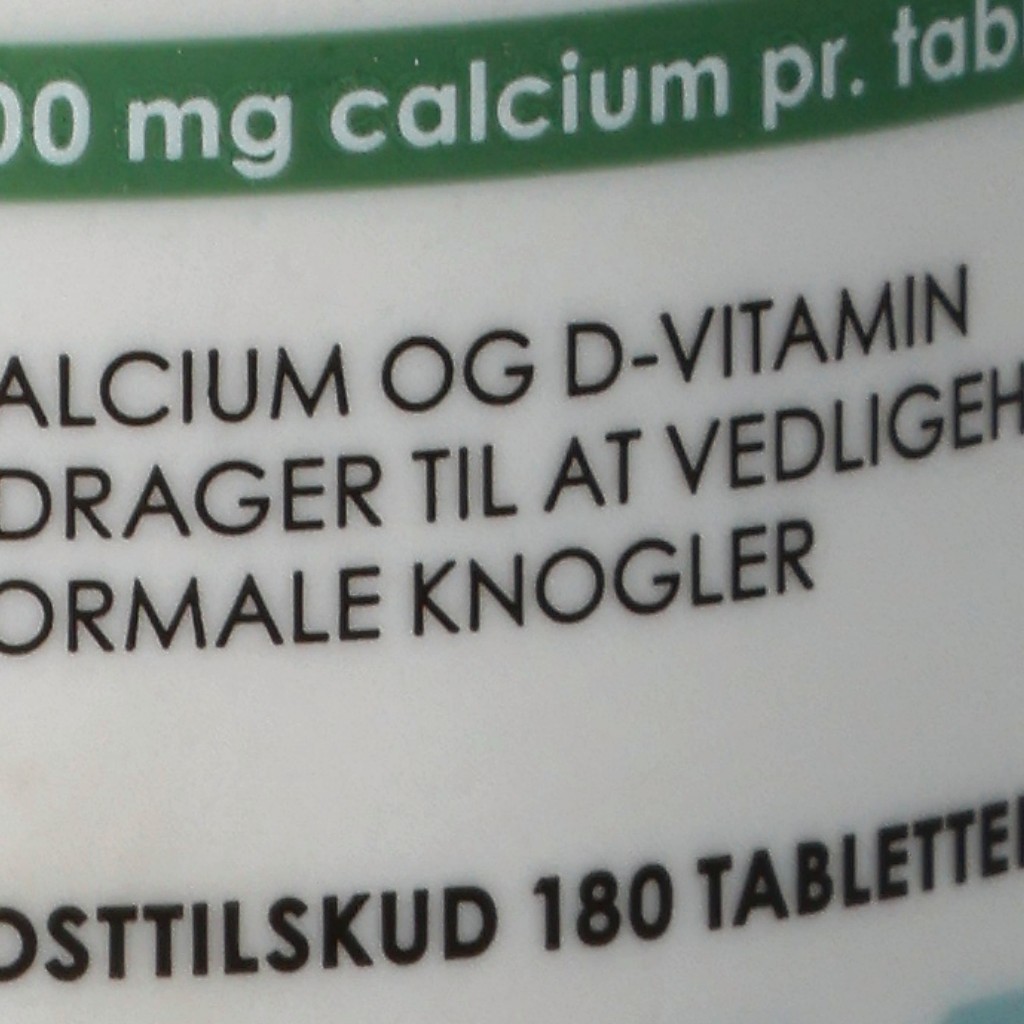 00 mg calcium pr. tab
ALCIUM OG D-VITAMIN
DRAGER TIL AT VEDLIGEH
ORMALE KNOGLER
OSTTILSKUD 180 TABLETTE